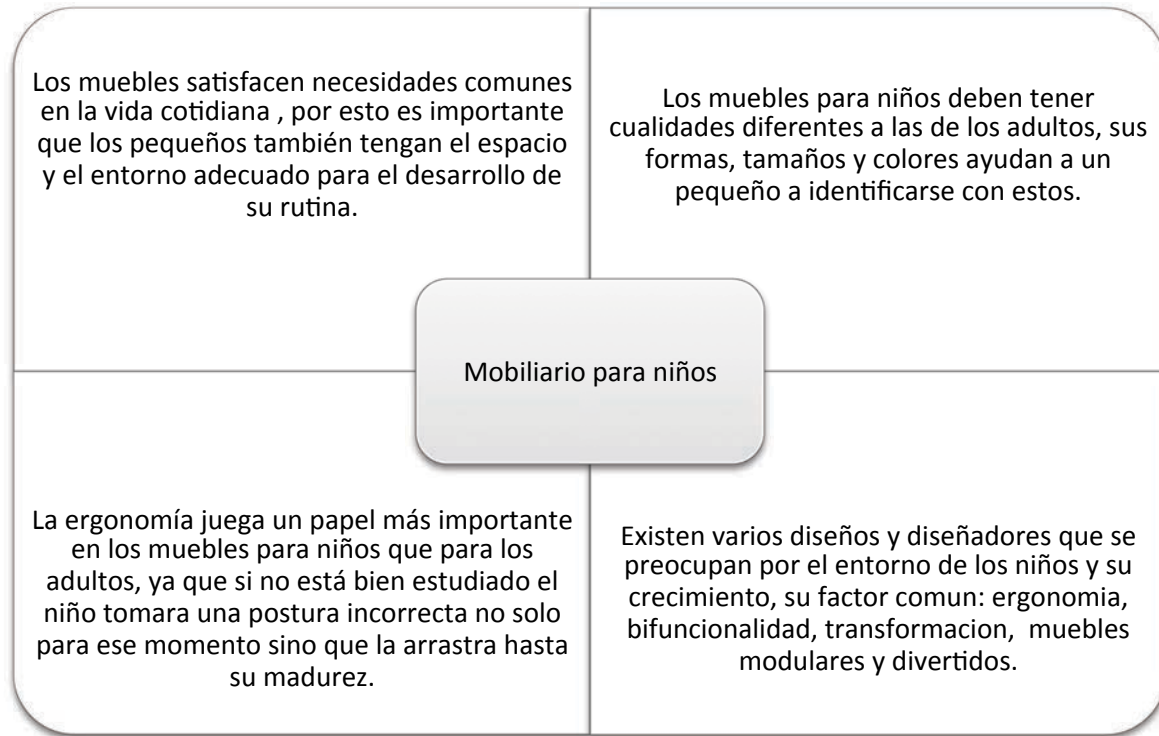 Los muebles satisfacen necesidades comunes
en la vida cotidiana , por esto es importante
que los pequeños también tengan el espacio
y el entorno adecuado para el desarrollo de
su rutina.
Los muebles para niños deben tener
cualidades diferentes a las de los adultos, sus
formas, tamaños y colores ayudan a un
pequeño a identificarse con estos.
Mobiliario para niños
La ergonomía juega un papel más importante
en los muebles para niños que para los
adultos, ya que si no está bien estudiado el
niño tomara una postura incorrecta no solo
para ese momento sino que la arrastra hasta
su madurez.
Existen varios diseños y diseñadores que se
preocupan por el entorno de los niños y su
crecimiento, su factor comun: ergonomia,
bifuncionalidad, transformacion, muebles
modulares y divertidos.